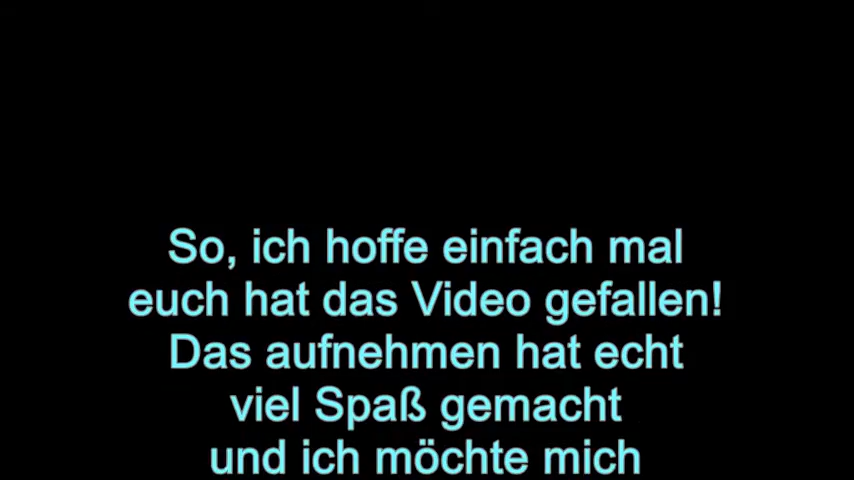 So, ich hoffe einfach mal
euch hat das Video gefallen!
Das aufnehmen hat echt
viel Spaß gemacht
und ich möchte mich